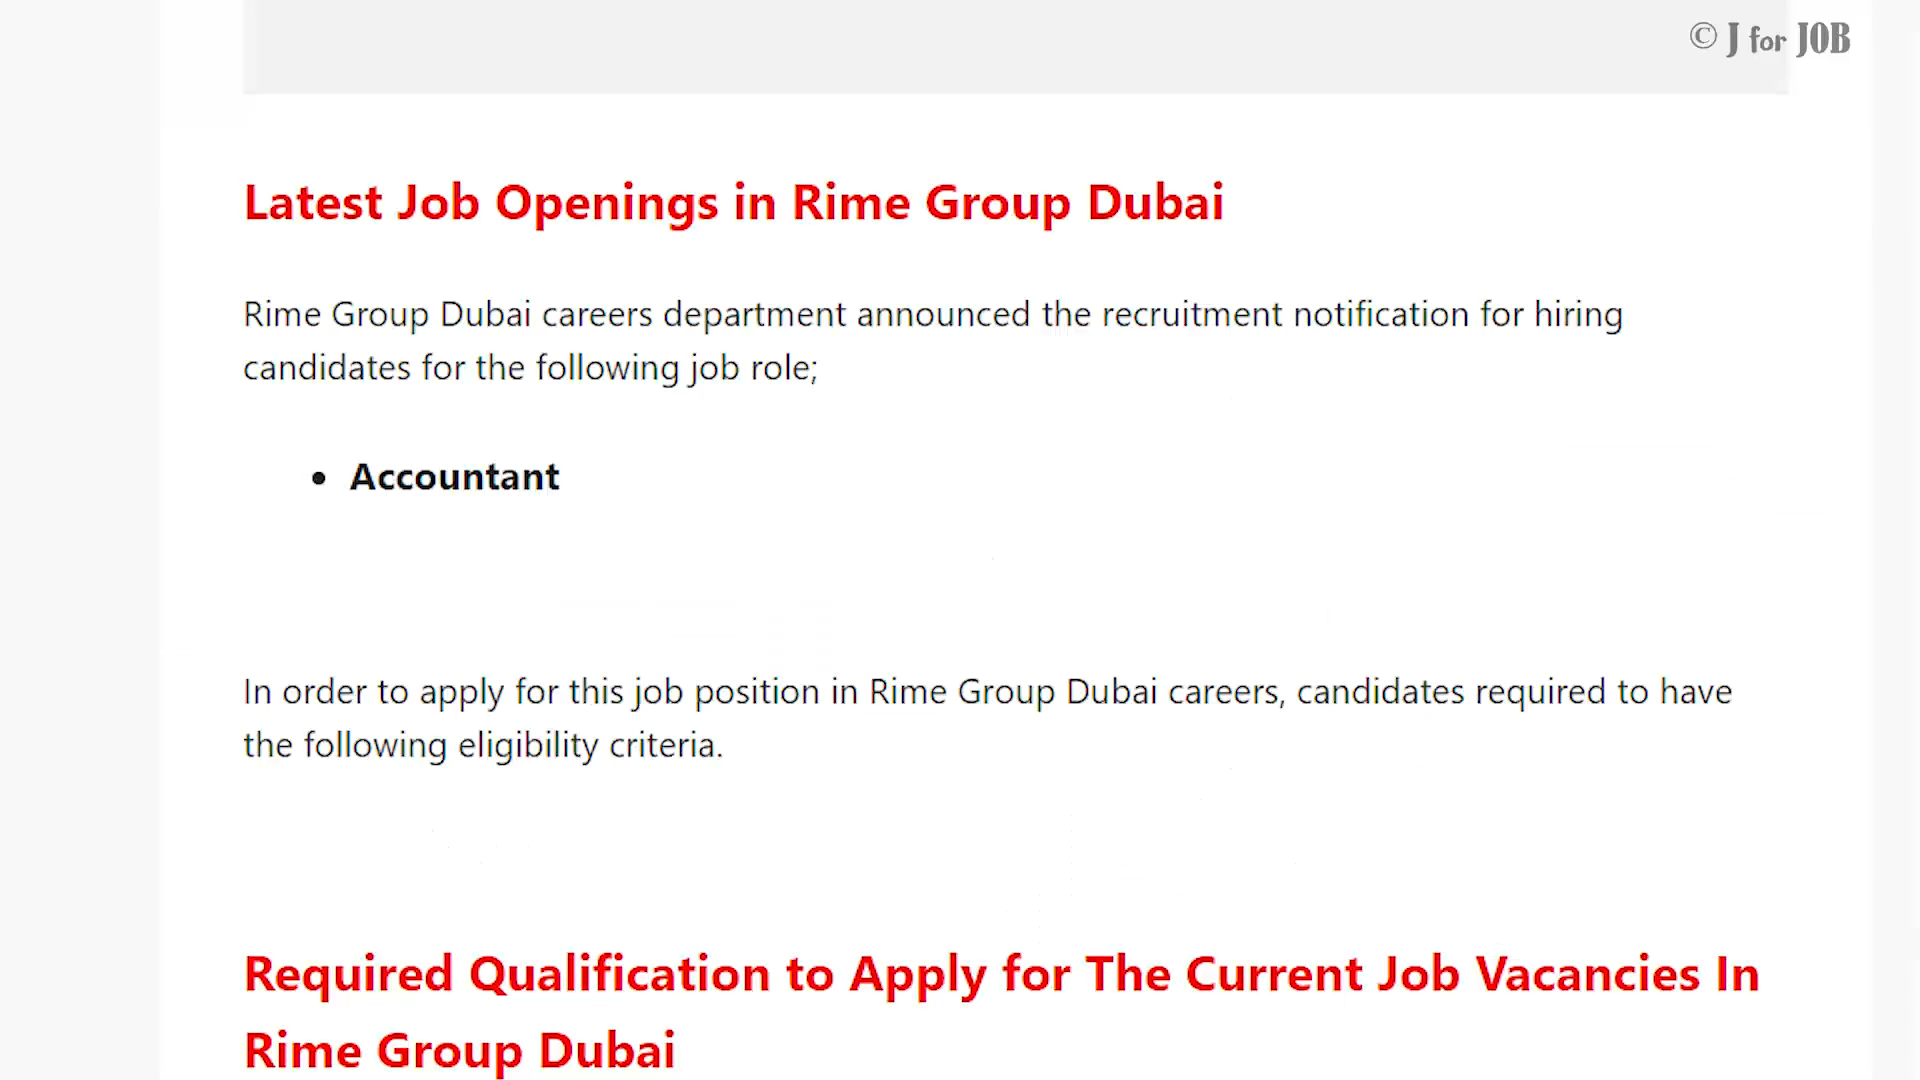 © J for JOB
Latest Job Openings in Rime Group Dubai
Rime Group Dubai careers department announced the recruitment notification for hiring
candidates for the following job role;
• Accountant
In order to apply for this job position in Rime Group Dubai careers, candidates required to have
the following eligibility criteria.
Required Qualification to Apply for The Current Job Vacancies In
Rime Group Dubai